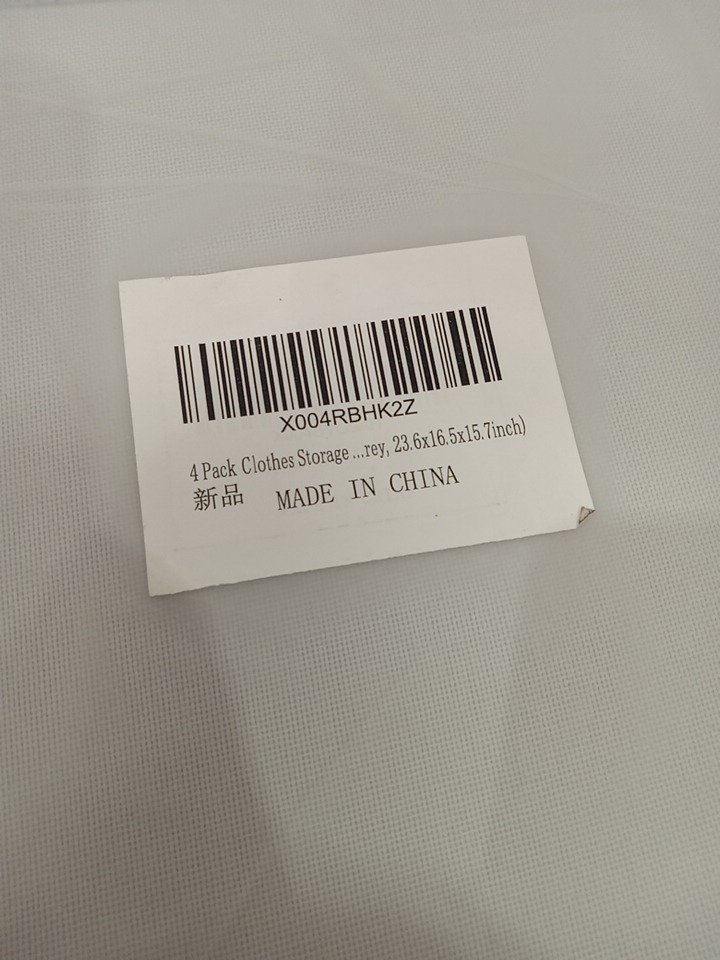 X004RBHK2Z
4 Pack Clothes Storage ...rey, 23.6x16.5x15.7inch)
新品 MADE IN CHINA